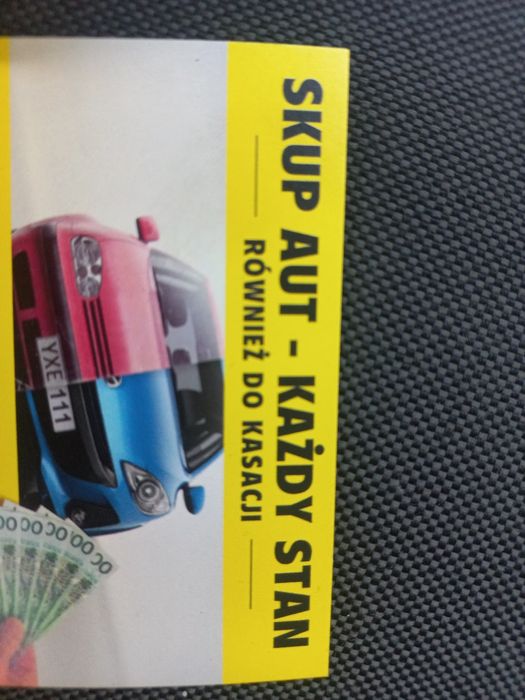 SKUP AUT - KAŻDY STAN
RÓWNIEŻ DO KASACJI
YXE 111